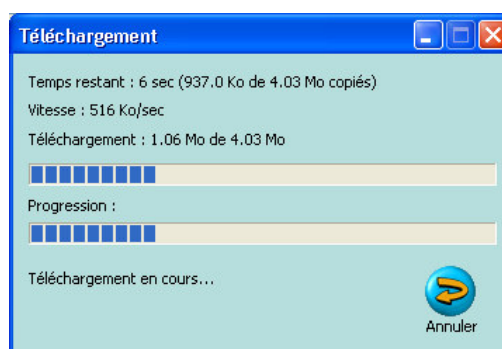 Téléchargement
Temps restant : 6 sec (937.0 Ko de 4.03 Mo copiés)
Vitesse : 516 Ko/sec
Téléchargement : 1.06 Mo de 4.03 Mo
Progression :
Téléchargement en cours...
Annuler